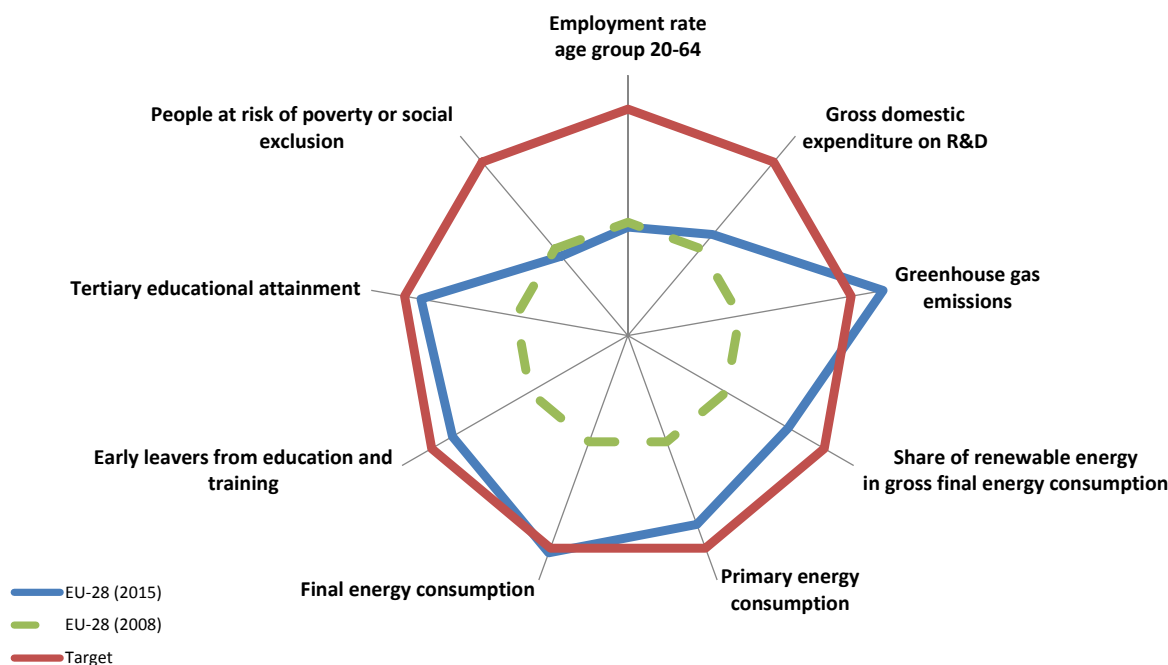 Employment rate
age group 20-64
People at risk of poverty or social
exclusion
Gross domestic
expenditure on R&D
Tertiary educational attainment
Greenhouse gas
emissions
Early leavers from education and
training
Share of renewable energy
in gross final energy consumption
Final energy consumption
Primary energy
consumption
EU-28 (2015)
EU-28 (2008)
Target